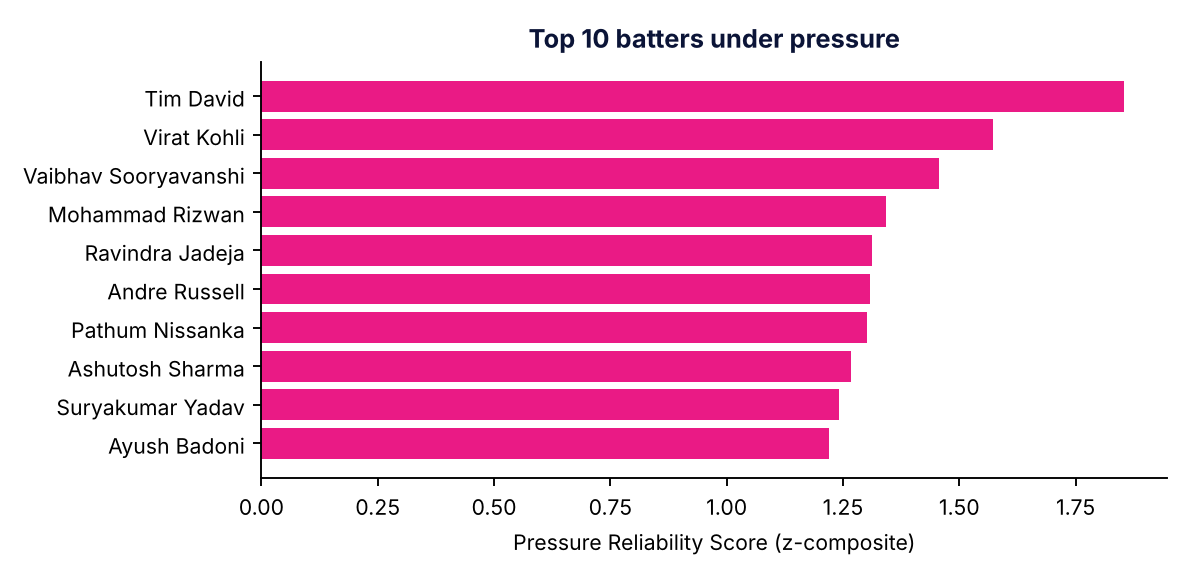 Top 10 batters under pressure
Tim David
Virat Kohli
Vaibhav Sooryavanshi
Mohammad Rizwan
Ravindra Jadeja
Andre Russell
Pathum Nissanka
Ashutosh Sharma
Suryakumar Yadav
Ayush Badoni
0.00 0.25 0.50 0.75 1.00 1.25 1.50 1.75
Pressure Reliability Score (z-composite)